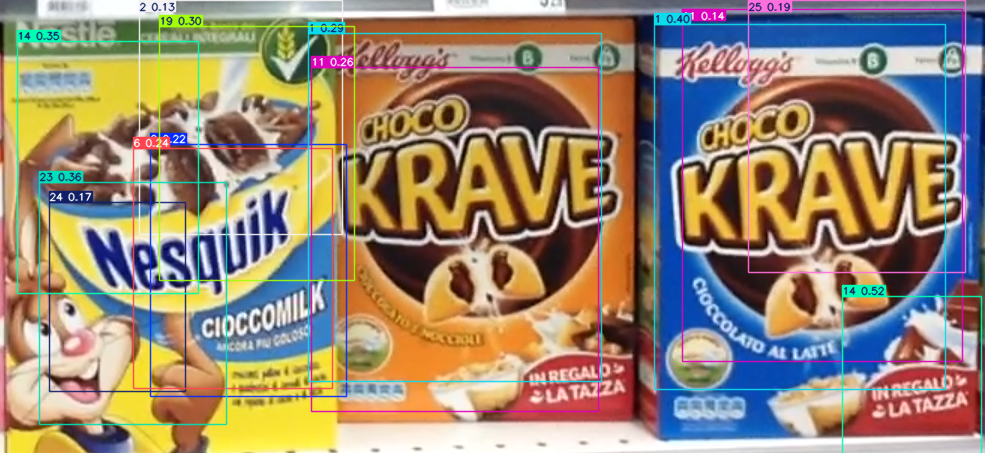 2 0.13
25 0.19
19 0.30
1 0.29
1 0.40
1 0.14
14 0.35
Nestle
CEREALI INTEGRALI
11 0.26
Kellogg's
B
Kellogg's
B
6 0.24
0.22
CHOCO
KRAVE
CHOCO
KRAVE
23 0.36
24 0.17
Nesquik
CIOCCOMILK
ANCORA PIÙ GOLOSO
CIOCCOLATO E NOCCIOLE
CIOCCOLATO AL LATTE
14 0.52
IN REGALO
LA TAZZA
IN REGALO
LA TAZZA